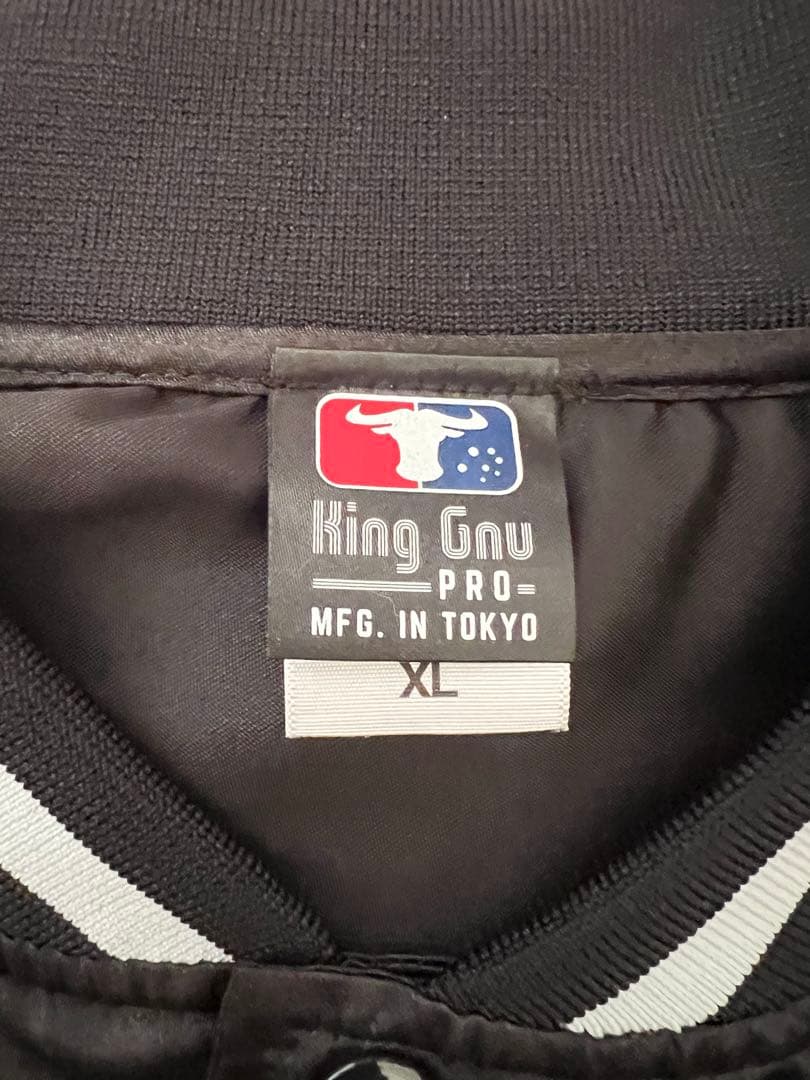 King Gnu
PRO
MFG. IN TOKYO
XL